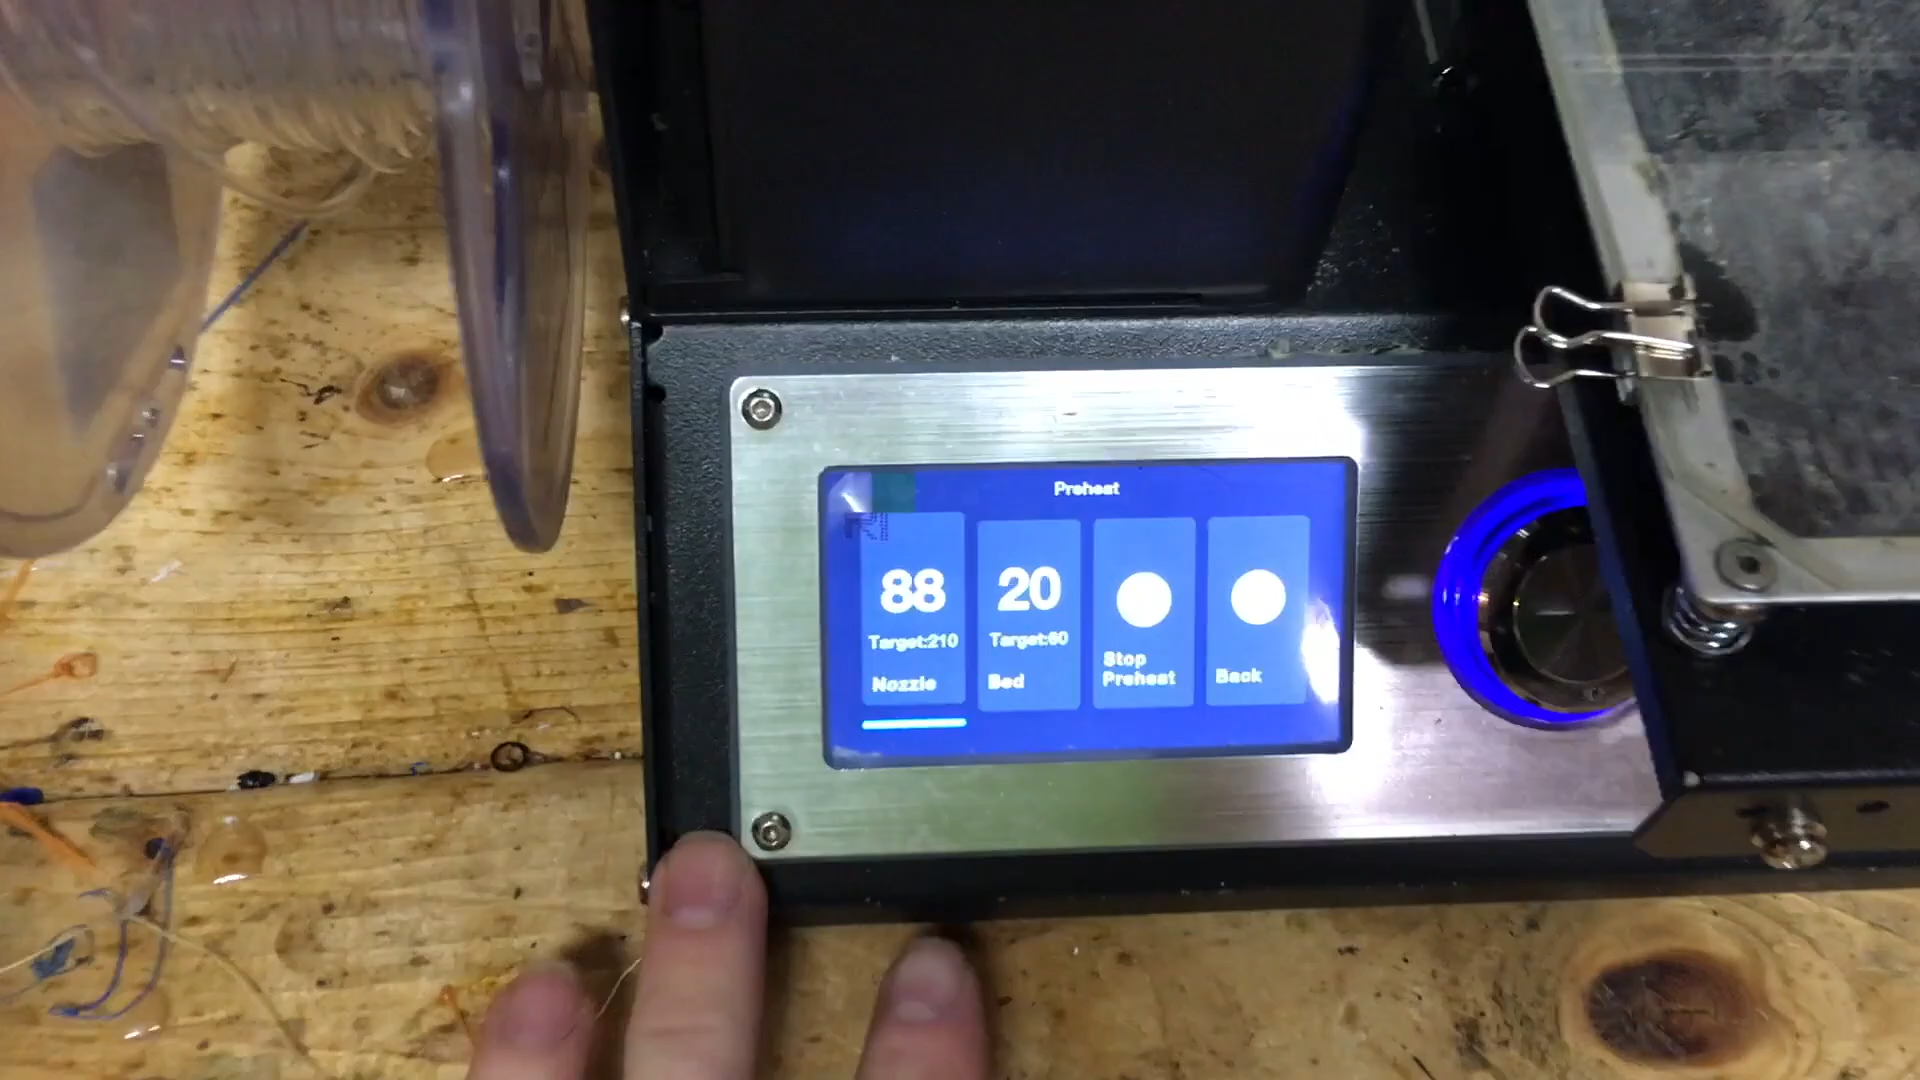 Preheat
88
Target:210
Nozzle
20
Target:60
Bed
Stop
Preheat
Back